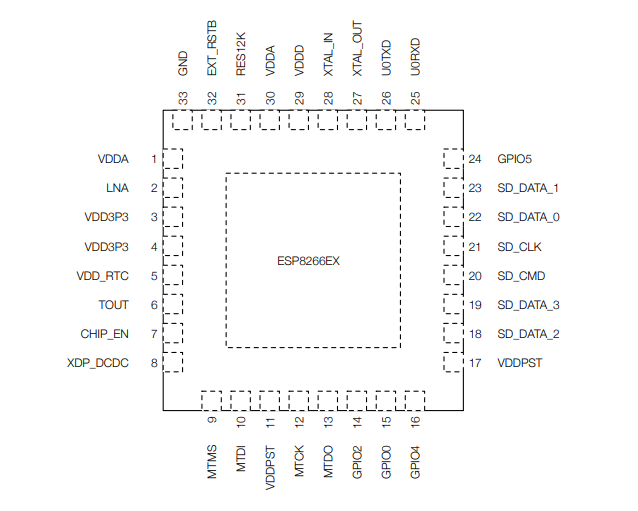 GND 33
EXT_RSTB 32
RES12K 31
VDDA 30
VDDD 29
XTAL_IN 28
XTAL_OUT 27
U0TXD 26
U0RXD 25
VDDA 1
LNA 2
VDD3P3 3
VDD3P3 4
VDD_RTC 5
TOUT 6
CHIP_EN 7
XDP_DCDC 8
ESP8266EX
24 GPIO5
23 SD_DATA_1
22 SD_DATA_0
21 SD_CLK
20 SD_CMD
19 SD_DATA_3
18 SD_DATA_2
17 VDDPST
MTMS 9
MTDI 10
VDDPST 11
MTCK 12
MTDO 13
GPIO2 14
GPIO0 15
GPIO4 16